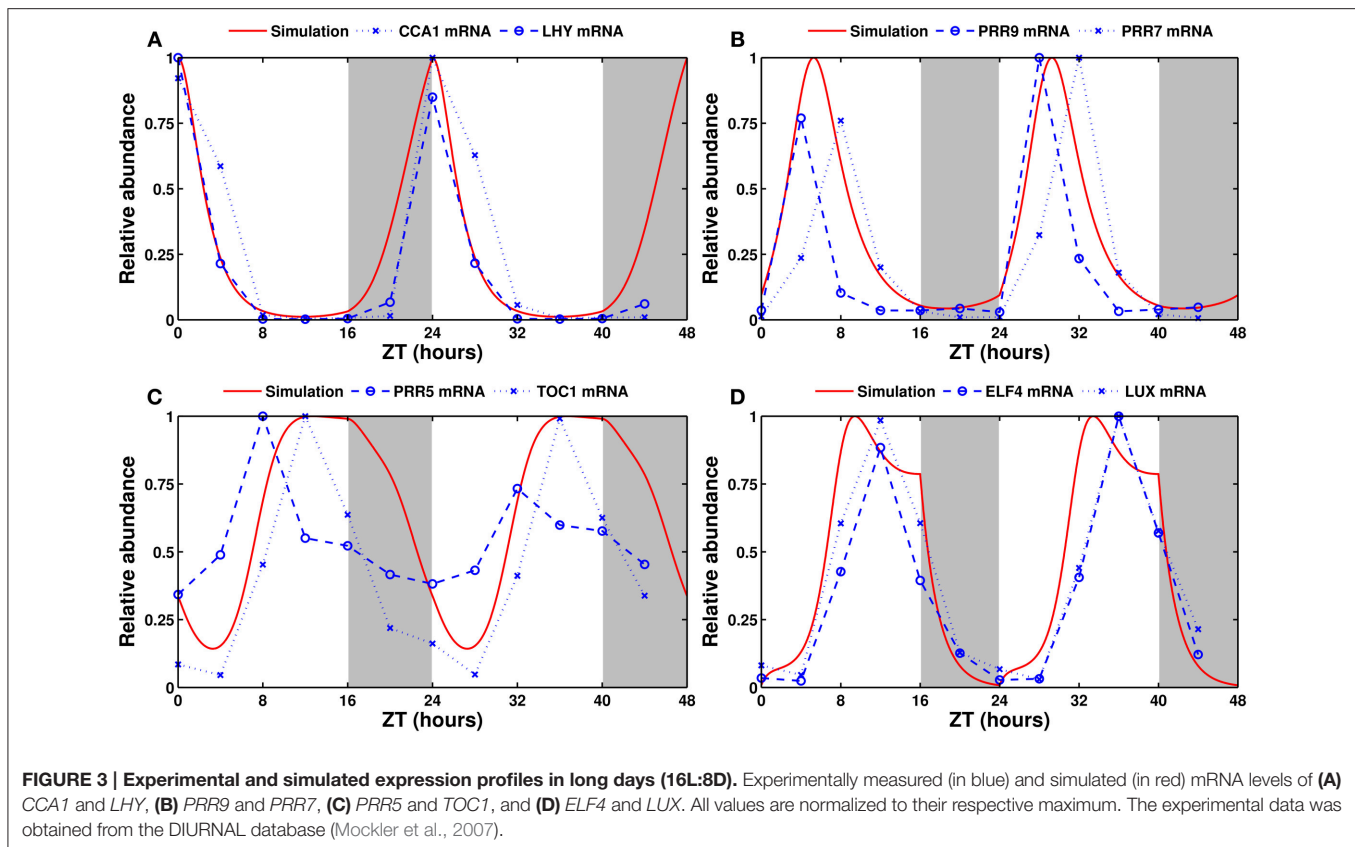 A
Simulation CCA1 mRNA LHY mRNA
1
0.75
0.5
0.25
0
Relative abundance
0 8 16 24 32 40 48
ZT (hours)
B
Simulation PRR9 mRNA PRR7 mRNA
1
0.75
0.5
0.25
0
Relative abundance
0 8 16 24 32 40 48
ZT (hours)
C
Simulation PRR5 mRNA TOC1 mRNA
1
0.75
0.5
0.25
0
Relative abundance
0 8 16 24 32 40 48
ZT (hours)
D
Simulation ELF4 mRNA LUX mRNA
1
0.75
0.5
0.25
0
Relative abundance
0 8 16 24 32 40 48
ZT (hours)
FIGURE 3 | Experimental and simulated expression profiles in long days (16L:8D). Experimentally measured (in blue) and simulated (in red) mRNA levels of (A)
CCA1 and LHY, (B) PRR9 and PRR7, (C) PRR5 and TOC1, and (D) ELF4 and LUX. All values are normalized to their respective maximum. The experimental data was
obtained from the DIURNAL database (Mockler et al., 2007).